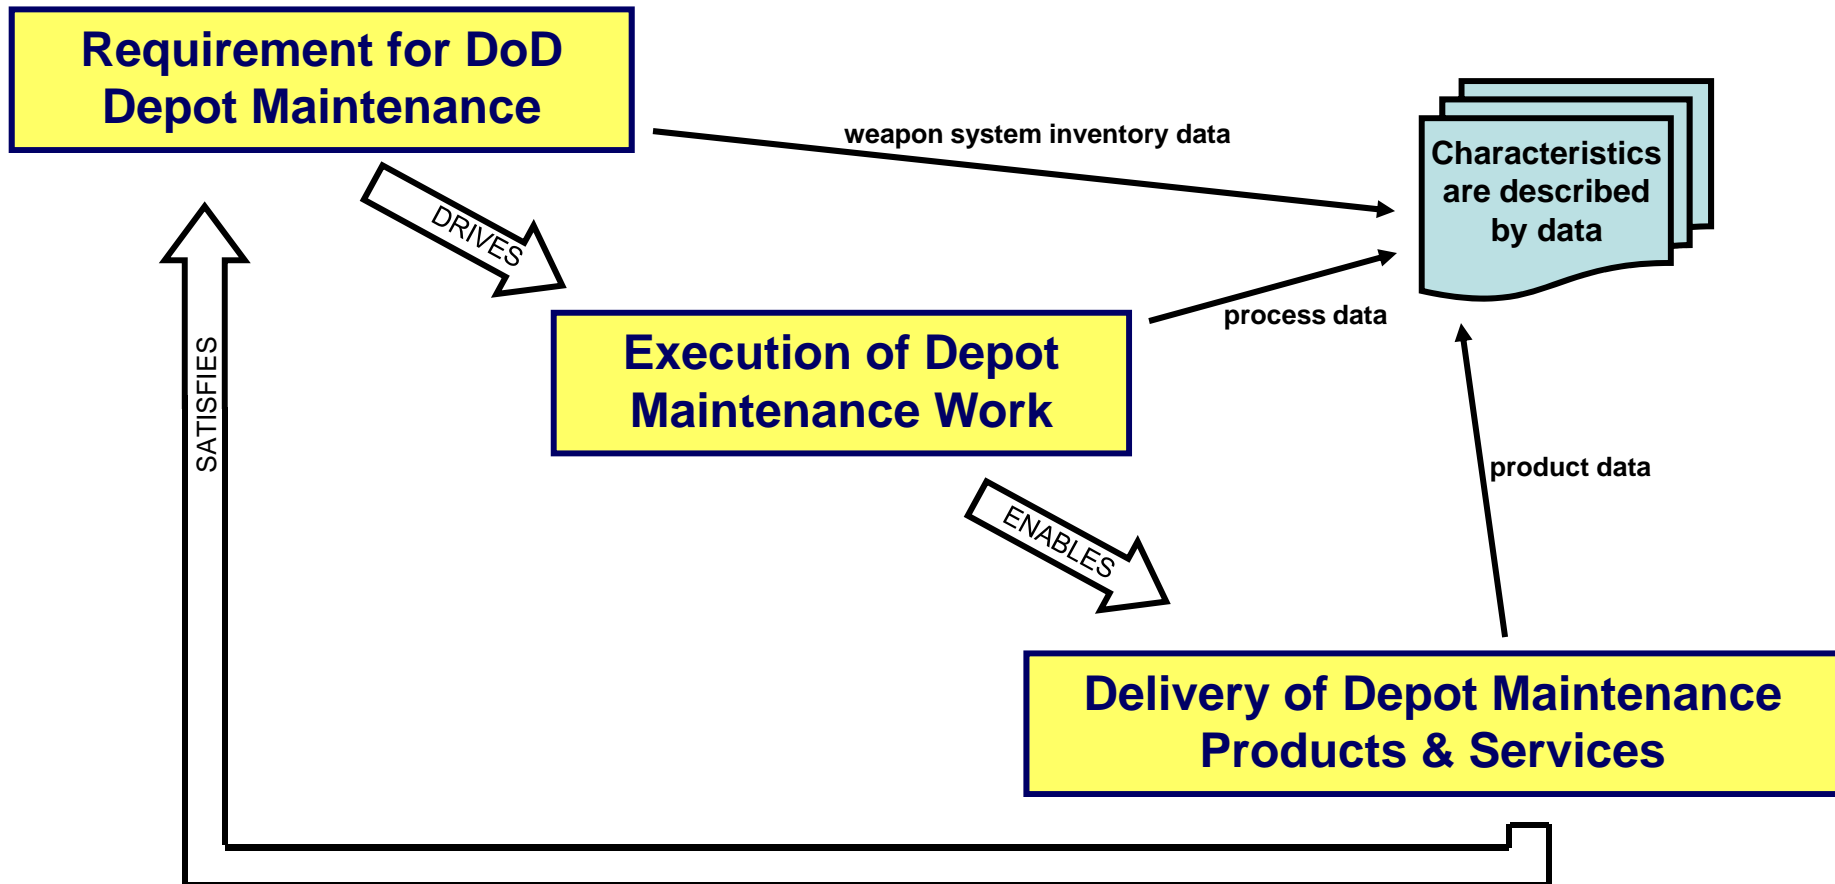 Requirement for DoD
Depot Maintenance
weapon system inventory data
Characteristics
are described
by data
DRIVES
process data
Execution of Depot
Maintenance Work
SATISFIES
product data
ENABLES
Delivery of Depot Maintenance
Products & Services